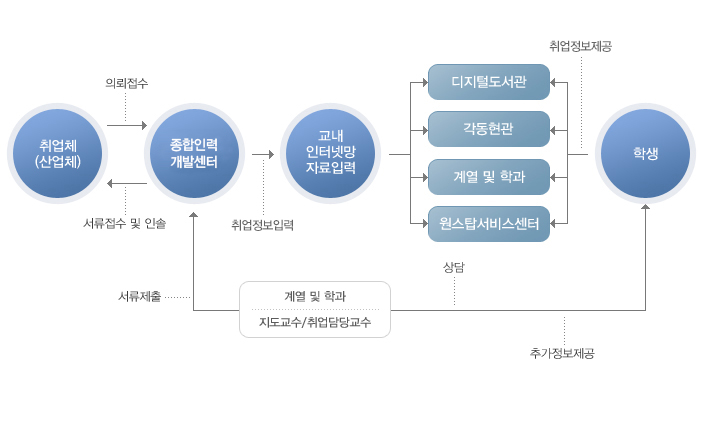 취업정보제공
의뢰접수
취업체
(산업체)
종합인력
개발센터
교내
인터넷망
자료입력
디지털도서관
각동현관
계열 및 학과
원스탑서비스센터
학생
서류접수 및 인솔
취업정보입력
상담
서류제출
계열 및 학과
지도교수/취업담당교수
추가정보제공